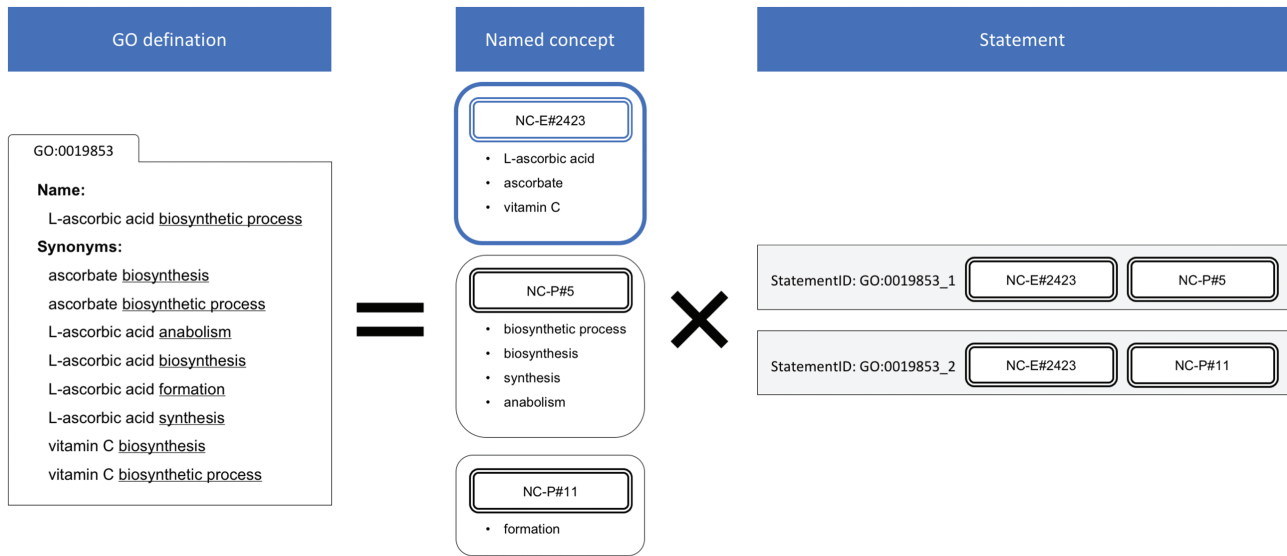 GO defination
Named concept
Statement
GO:0019853
Name:
L-ascorbic acid biosynthetic process
Synonyms:
ascorbate biosynthesis
ascorbate biosynthetic process
L-ascorbic acid anabolism
L-ascorbic acid biosynthesis
L-ascorbic acid formation
L-ascorbic acid synthesis
vitamin C biosynthesis
vitamin C biosynthetic process
NC-E#2423
• L-ascorbic acid
• ascorbate
• vitamin C
NC-P#5
• biosynthetic process
• biosynthesis
• synthesis
• anabolism
NC-P#11
• formation
StatementID: GO:0019853_1 NC-E#2423 NC-P#5
StatementID: GO:0019853_2 NC-E#2423 NC-P#11